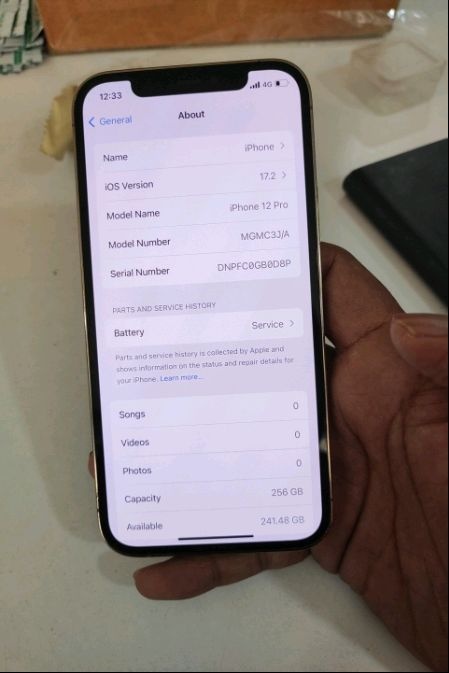 12:33
4G
General
About
Name iPhone
iOS Version 17.2
Model Name iPhone 12 Pro
Model Number MGMC3J/A
Serial Number DNPFC0GB0D8P
PARTS AND SERVICE HISTORY
Battery Service
Parts and service history is collected by Apple and
shows information on the status and repair details for
your iPhone. Learn more...
Songs 0
Videos 0
Photos 0
Capacity 256 GB
Available 241.48 GB